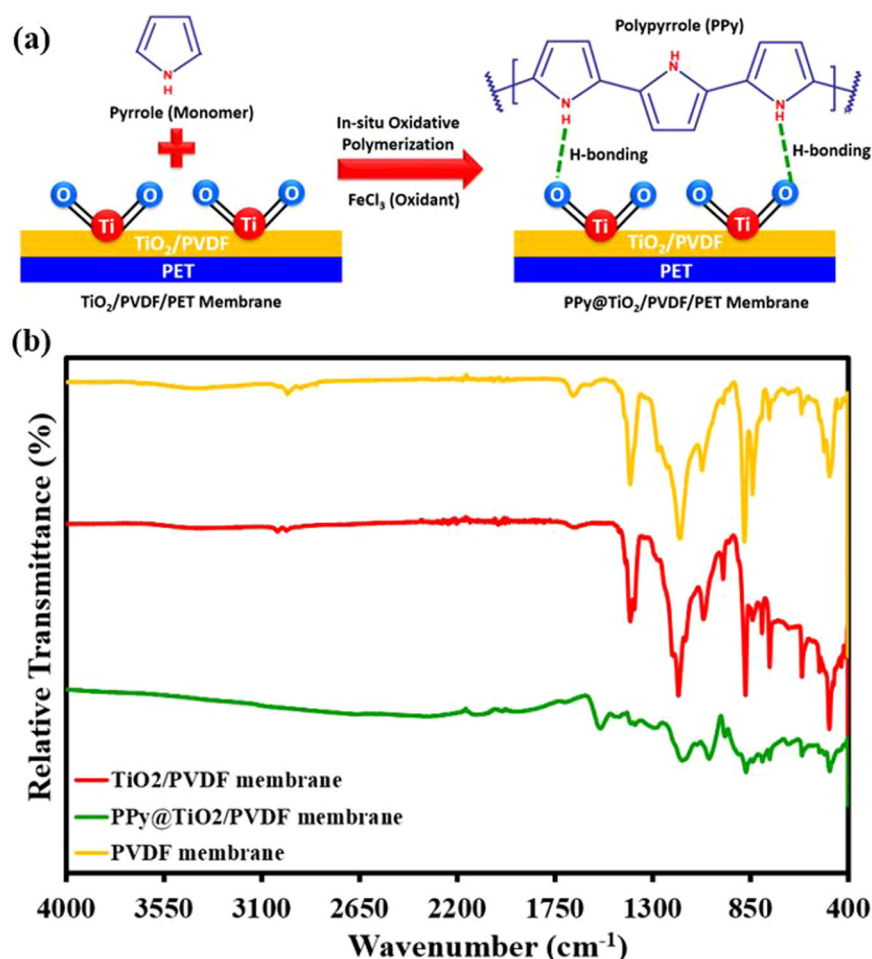 (a)
N
H
Pyrrole (Monomer)
O
O
O
O
Ti
Ti
TiO₂/PVDF
PET
TiO₂/PVDF/PET Membrane
In-situ Oxidative
Polymerization
FeCl₃ (Oxidant)
Polypyrrole (PPy)
H
N
N
H
N
H
H-bonding
H-bonding
O
O
O
O
Ti
Ti
TiO₂/PVDF
PET
PPy@TiO₂/PVDF/PET Membrane
(b)
Relative Transmittance (%)
TiO2/PVDF membrane
PPy@TiO2/PVDF membrane
PVDF membrane
4000 3550 3100 2650 2200 1750 1300 850 400
Wavenumber (cm⁻¹)